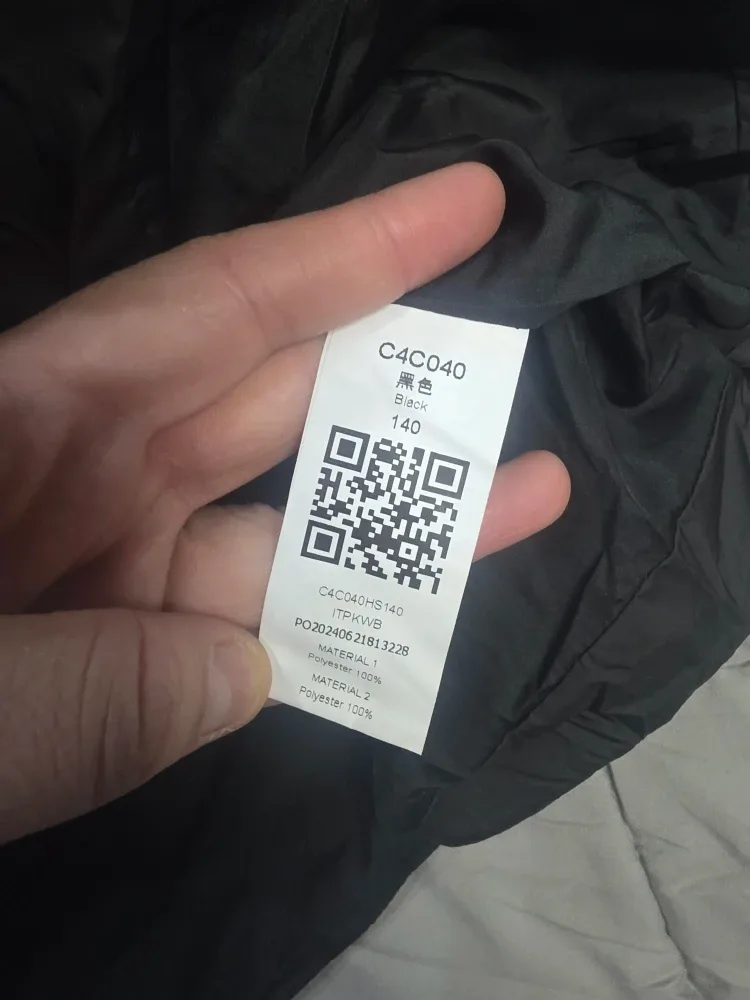 C4C040
黑色
Black
140
C4C040HS140
ITPKWB
PO20240621813228
MATERIAL 1
Polyester 100%
MATERIAL 2
Polyester 100%